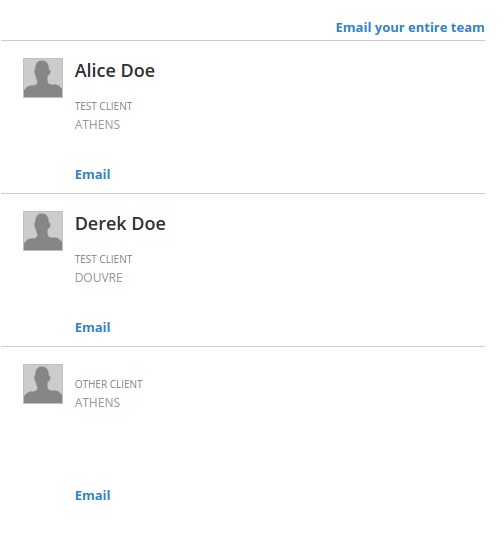 Email your entire team
Alice Doe
TEST CLIENT
ATHENS
Email
Derek Doe
TEST CLIENT
DOUVRE
Email
OTHER CLIENT
ATHENS
Email